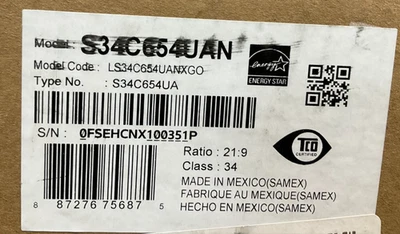 Model: S34C654UAN
Model Code : LS34C654UANXGO
Type No. : S34C654UA
ENERGY STAR
S/N : 0FSEHCNX100351P
TCO
CERTIFIED
Ratio : 21:9
Class : 34
MADE IN MEXICO(SAMEX)
FABRIQUE AU MEXIQUE (SAMEX)
HECHO EN MEXICO (SAMEX)
8 87276 75687 5